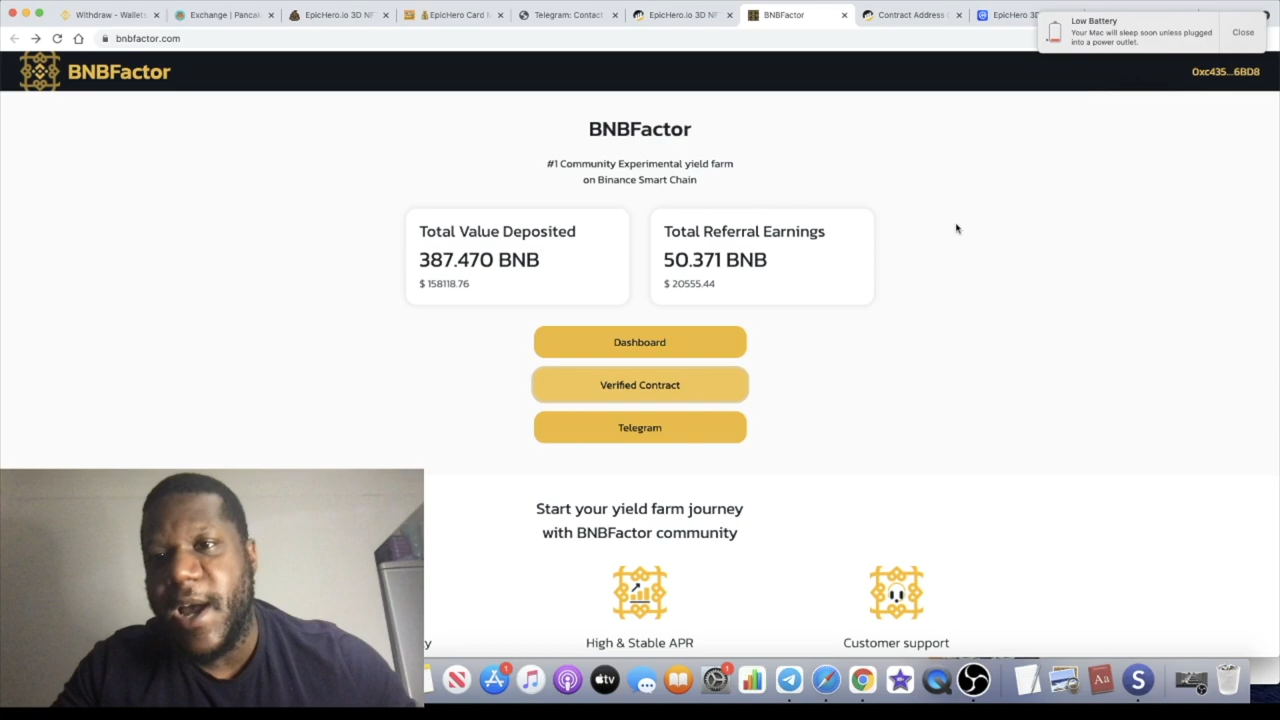 Withdraw - Wallets
Exchange | Pancak
EpicHero.io 3D NF
EpicHero Card
Telegram: Contact
EpicHero.io 3D NF
BNBFactor
Contract Address
EpicHero 3D
Low Battery
Your Mac will sleep soon unless plugged
into a power outlet.
Close
bnbfactor.com
BNBFactor
0xc435...6BD8
BNBFactor
#1 Community Experimental yield farm
on Binance Smart Chain
Total Value Deposited
387.470 BNB
$ 158118.76
Total Referral Earnings
50.371 BNB
$ 20555.44
Dashboard
Verified Contract
Telegram
Start your yield farm journey
with BNBFactor community
y
High & Stable APR
Customer support
1
tv
1
Aa
S